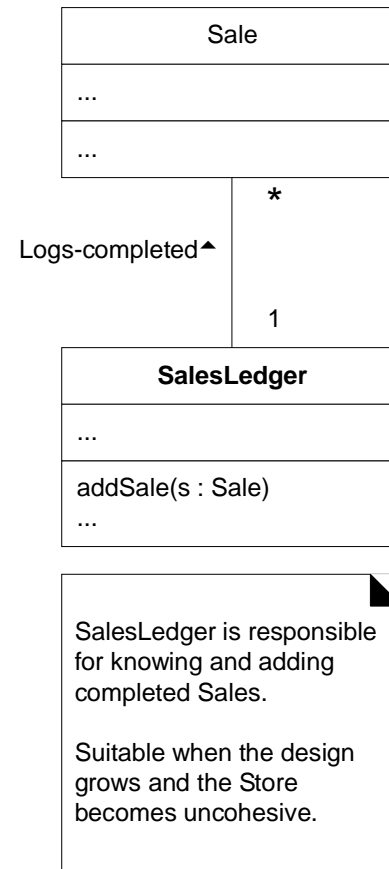 Sale
...
...
*
Logs-completed
1
SalesLedger
...
addSale(s : Sale)
...
SalesLedger is responsible
for knowing and adding
completed Sales.
Suitable when the design
grows and the Store
becomes uncohesive.